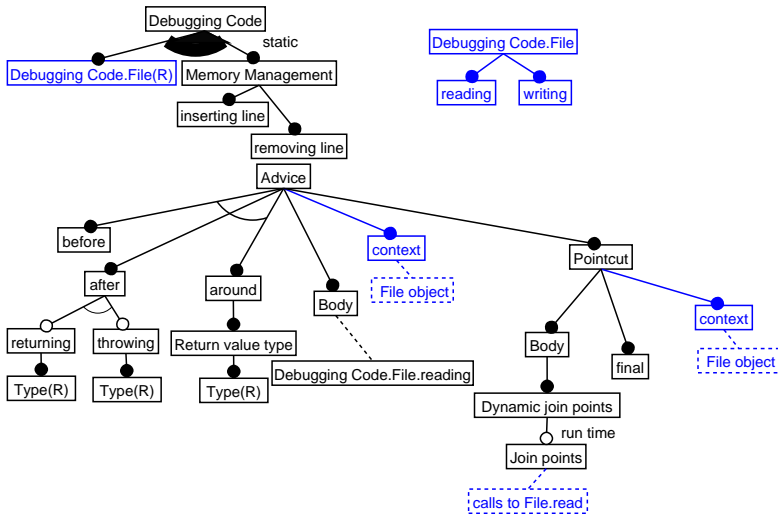 Debugging Code
static
Debugging Code.File
Debugging Code.File(R)
Memory Management
reading
writing
inserting line
removing line
Advice
before
context
Pointcut
after
around
Body
File object
context
returning
throwing
Return value type
Body
final
File object
Type(R)
Type(R)
Type(R)
Debugging Code.File.reading
Dynamic join points
run time
Join points
calls to File.read